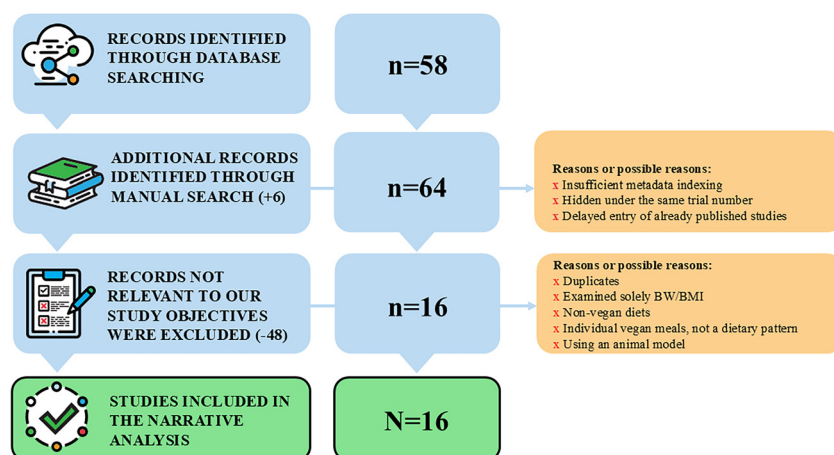 RECORDS IDENTIFIED
THROUGH DATABASE
SEARCHING
n=58
ADDITIONAL RECORDS
IDENTIFIED THROUGH
MANUAL SEARCH (+6)
n=64
Reasons or possible reasons:
x Insufficient metadata indexing
x Hidden under the same trial number
x Delayed entry of already published studies
RECORDS NOT
RELEVANT TO OUR
STUDY OBJECTIVES
WERE EXCLUDED (-48)
n=16
Reasons or possible reasons:
x Duplicates
x Examined solely BW/BMI
x Non-vegan diets
x Individual vegan meals, not a dietary pattern
x Using an animal model
STUDIES INCLUDED IN
THE NARRATIVE
ANALYSIS
N=16